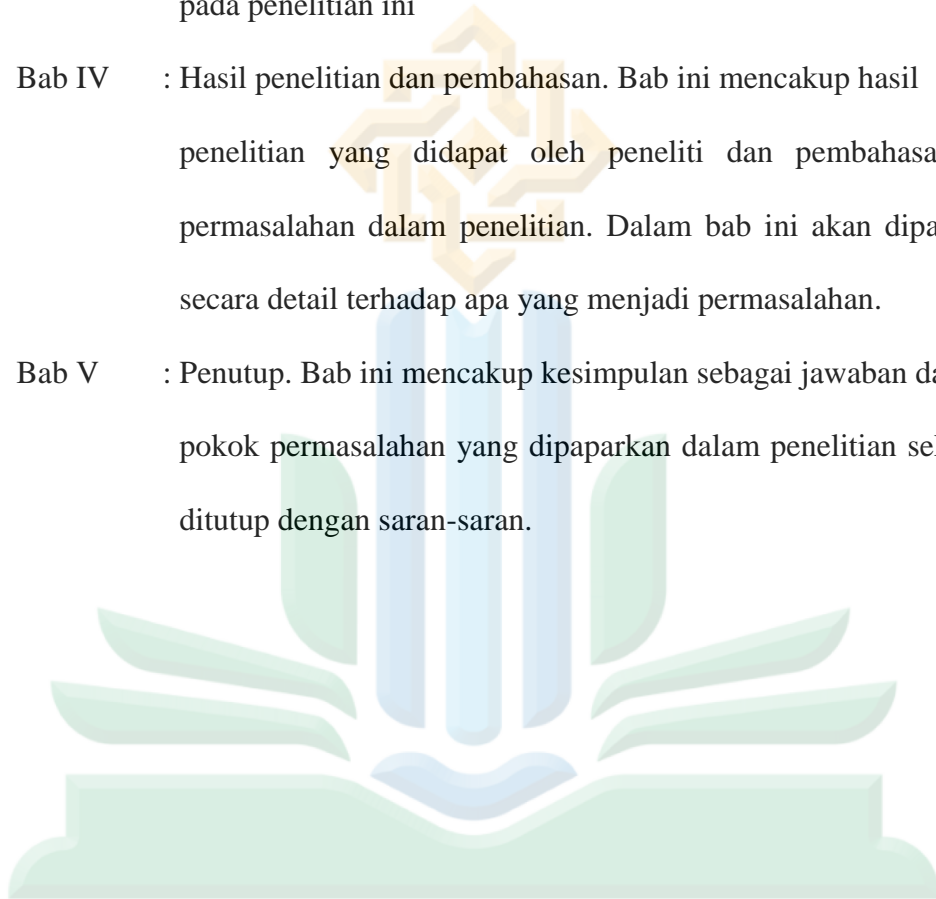 pada penelitian ini
Bab IV : Hasil penelitian dan pembahasan. Bab ini mencakup hasil
penelitian yang didapat oleh peneliti dan
permasalahan dalam penelitian. Dalam bab ini akan
secara detail terhadap apa yang menjadi permasalahan.
Bab V : Penutup. Bab ini mencakup kesimpulan sebagai jawaban
pokok permasalahan yang dipaparkan dalam penelitian
ditutup dengan saran-saran.